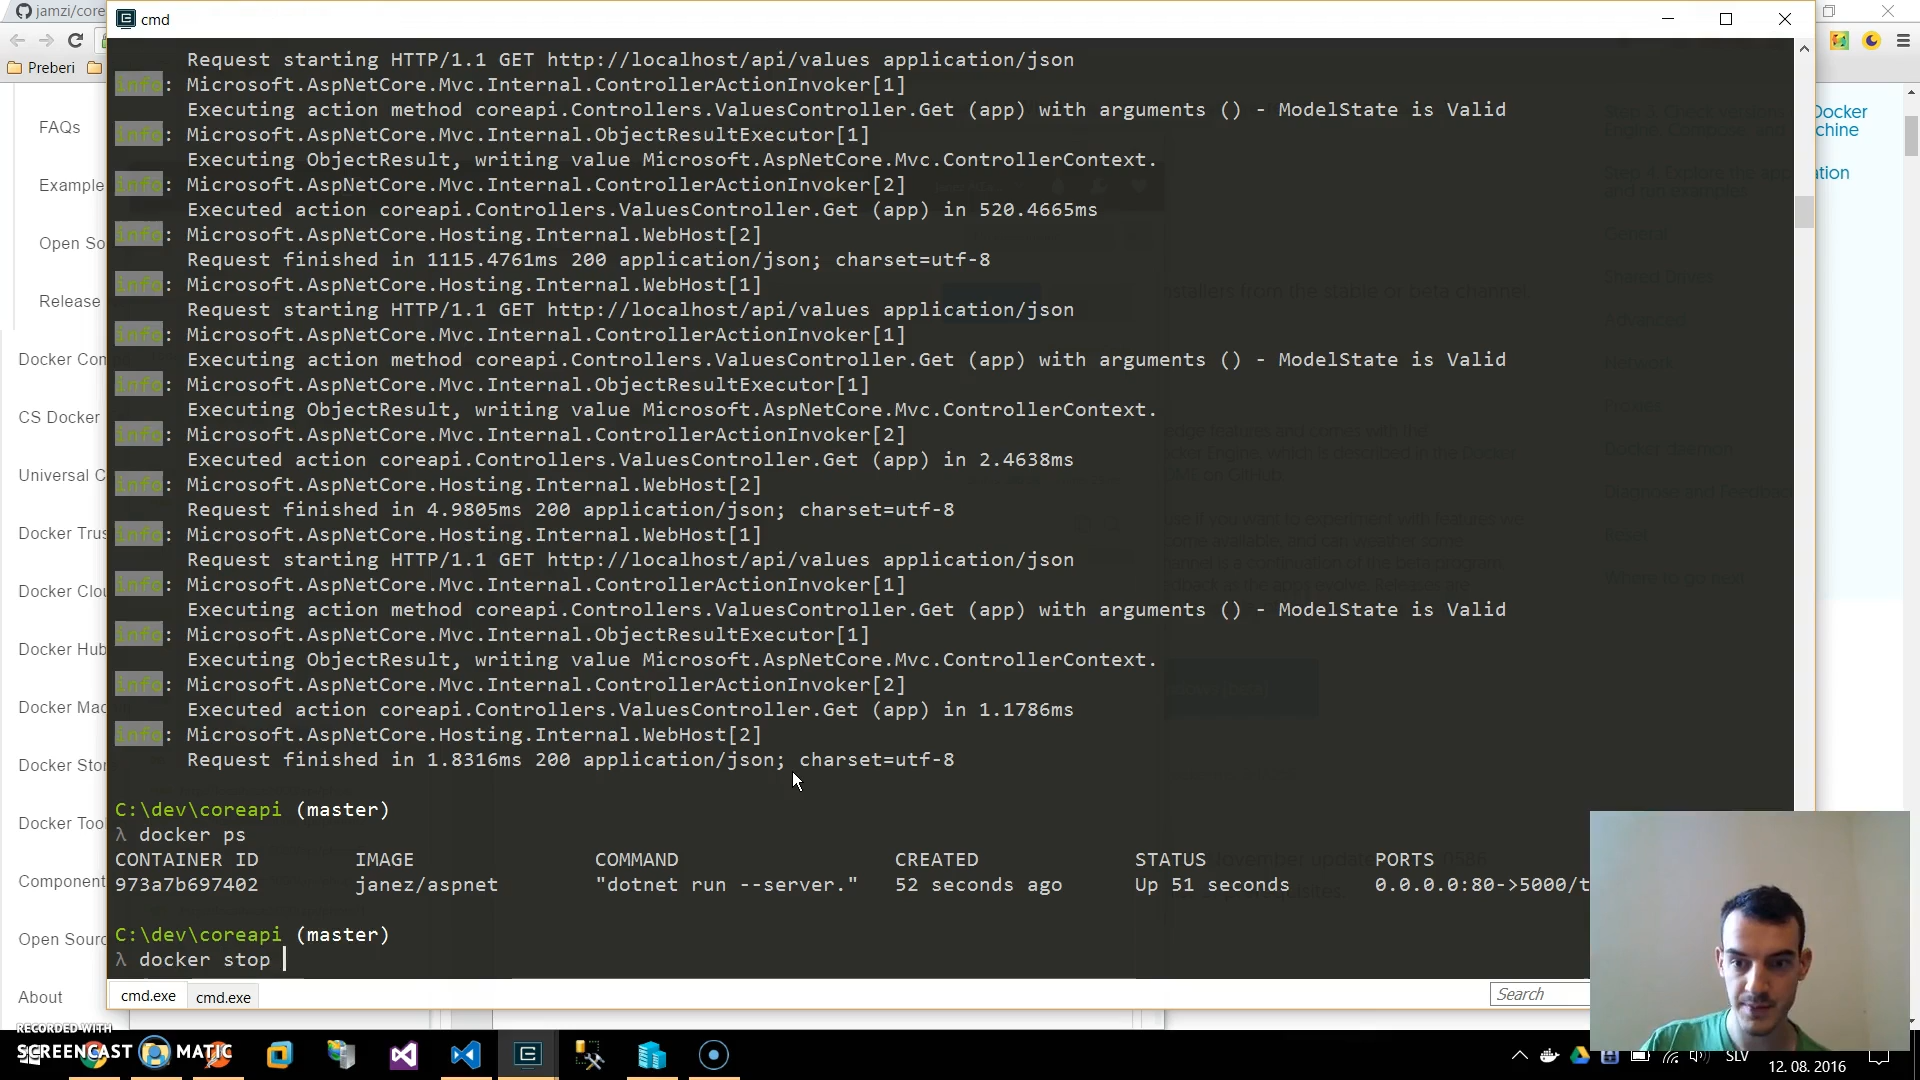 jamzi/core
cmd
Preberi
Request starting HTTP/1.1 GET http://localhost/api/values application/json
info: Microsoft.AspNetCore.Mvc.Internal.ControllerActionInvoker[1]
Executing action method coreapi.Controllers.ValuesController.Get (app) with arguments () - ModelState is Valid
info: Microsoft.AspNetCore.Mvc.Internal.ObjectResultExecutor[1]
Executing ObjectResult, writing value Microsoft.AspNetCore.Mvc.ControllerContext.
info: Microsoft.AspNetCore.Mvc.Internal.ControllerActionInvoker[2]
Executed action coreapi.Controllers.ValuesController.Get (app) in 520.4665ms
info: Microsoft.AspNetCore.Hosting.Internal.WebHost[2]
Request finished in 1115.4761ms 200 application/json; charset=utf-8
info: Microsoft.AspNetCore.Hosting.Internal.WebHost[1]
Request starting HTTP/1.1 GET http://localhost/api/values application/json
info: Microsoft.AspNetCore.Mvc.Internal.ControllerActionInvoker[1]
Executing action method coreapi.Controllers.ValuesController.Get (app) with arguments () - ModelState is Valid
info: Microsoft.AspNetCore.Mvc.Internal.ObjectResultExecutor[1]
Executing ObjectResult, writing value Microsoft.AspNetCore.Mvc.ControllerContext.
info: Microsoft.AspNetCore.Mvc.Internal.ControllerActionInvoker[2]
Executed action coreapi.Controllers.ValuesController.Get (app) in 2.4638ms
info: Microsoft.AspNetCore.Hosting.Internal.WebHost[2]
Request finished in 4.9805ms 200 application/json; charset=utf-8
info: Microsoft.AspNetCore.Hosting.Internal.WebHost[1]
Request starting HTTP/1.1 GET http://localhost/api/values application/json
info: Microsoft.AspNetCore.Mvc.Internal.ControllerActionInvoker[1]
Executing action method coreapi.Controllers.ValuesController.Get (app) with arguments () - ModelState is Valid
info: Microsoft.AspNetCore.Mvc.Internal.ObjectResultExecutor[1]
Executing ObjectResult, writing value Microsoft.AspNetCore.Mvc.ControllerContext.
info: Microsoft.AspNetCore.Mvc.Internal.ControllerActionInvoker[2]
Executed action coreapi.Controllers.ValuesController.Get (app) in 1.1786ms
info: Microsoft.AspNetCore.Hosting.Internal.WebHost[2]
Request finished in 1.8316ms 200 application/json; charset=utf-8
C:\dev\coreapi (master)
λ docker ps
CONTAINER ID IMAGE COMMAND CREATED STATUS PORTS
973a7b697402 janez/aspnet "dotnet run --server." 52 seconds ago Up 51 seconds 0.0.0.0:80->5000/t
C:\dev\coreapi (master)
λ docker stop
cmd.exe cmd.exe
Search
FAQs
Example
Open So
Release
Docker Com
CS Docker
Universal C
Docker Trus
Docker Clou
Docker Hub
Docker Mac
Docker Stor
Docker Tool
Component
Open Sourc
About
Docker
chine
ation
RECORDED WITH
SCREENCAST MATIC
SLV
12. 08. 2016